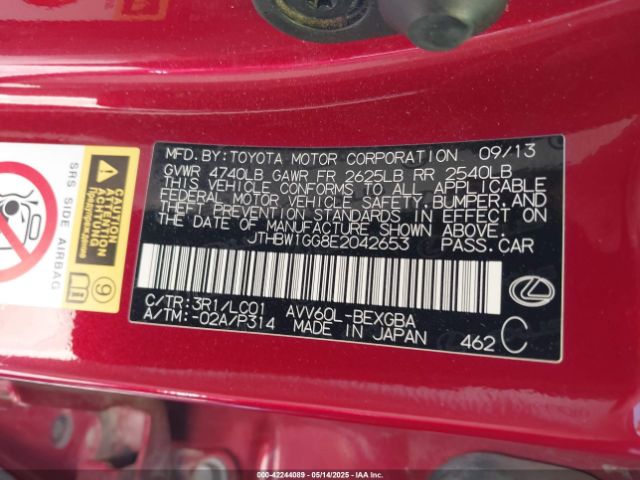 MFD. BY: TOYOTA MOTOR CORPORATION 09/13
GVWR 4740LB GAWR FR 2625LB RR 2540LB
THIS VEHICLE CONFORMS TO ALL APPLICABLE
FEDERAL MOTOR VEHICLE SAFETY, BUMPER, AND
THEFT PREVENTION STANDARDS IN EFFECT ON
THE DATE OF MANUFACTURE SHOWN ABOVE.
JTHBW1GG8E2042653 PASS. CAR
C/TR: 3R1/LC01 AVV60L-BEXGBA
A/TM: -02A/P314 MADE IN JAPAN 462 C
SRS SIDE AIRBAG
9
000-42244089 - 05/14/2025 - IAAI.COM